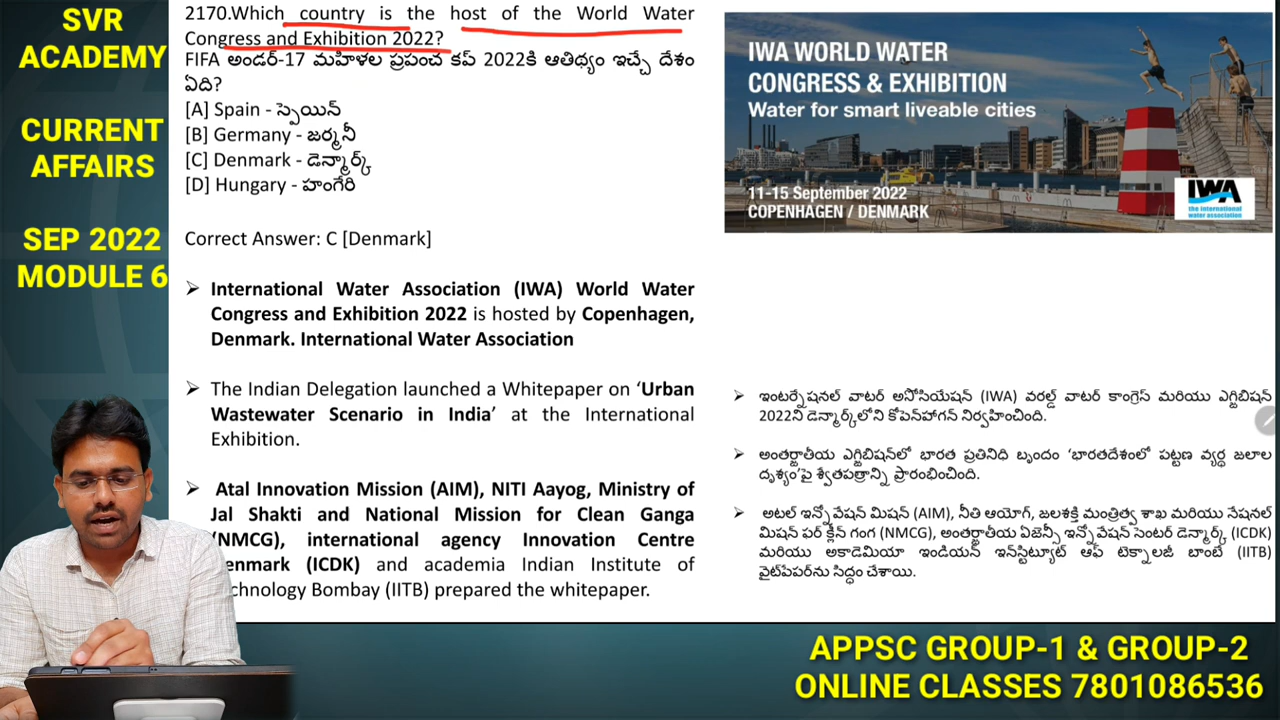 SVR
ACADEMY
CURRENT
AFFAIRS
SEP 2022
MODULE 6
2170.Which country is the host of the World Water
Congress and Exhibition 2022?
FIFA అండర్-17 మహిళల ప్రపంచ కప్ 2022కి ఆతిథ్యం ఇచ్చే దేశం
ఏది?
[A] Spain - స్పెయిన్
[B] Germany - జర్మనీ
[C] Denmark - డెన్మార్క్
[D] Hungary - హంగేరి
Correct Answer: C [Denmark]
➢ International Water Association (IWA) World Water
Congress and Exhibition 2022 is hosted by Copenhagen,
Denmark. International Water Association
➢ The Indian Delegation launched a Whitepaper on ‘Urban
Wastewater Scenario in India’ at the International
Exhibition.
➢ Atal Innovation Mission (AIM), NITI Aayog, Ministry of
Jal Shakti and National Mission for Clean Ganga
(NMCG), international agency Innovation Centre
enmark (ICDK) and academia Indian Institute of
chnology Bombay (IITB) prepared the whitepaper.
IWA WORLD WATER
CONGRESS & EXHIBITION
Water for smart liveable cities
11-15 September 2022
COPENHAGEN / DENMARK
IWA
the international
water association
➢ ఇంటర్నేషనల్ వాటర్ అసోసియేషన్ (IWA) వరల్డ్ వాటర్ కాంగ్రెస్ మరియు ఎగ్జిబిషన్
2022ని డెన్మార్క్‌లోని కోపెన్‌హాగన్ నిర్వహించింది.
➢ అంతర్జాతీయ ఎగ్జిబిషన్‌లో భారత ప్రతినిధి బృందం ‘భారతదేశంలో పట్టణ వ్యర్థ జలాల
దృశ్యం’పై శ్వేతపత్రాన్ని ప్రారంభించింది.
➢ అటల్ ఇన్నోవేషన్ మిషన్ (AIM), నీతి ఆయోగ్, జలశక్తి మంత్రిత్వ శాఖ మరియు నేషనల్
మిషన్ ఫర్ క్లీన్ గంగ (NMCG), అంతర్జాతీయ ఏజెన్సీ ఇన్నోవేషన్ సెంటర్ డెన్మార్క్ (ICDK)
మరియు అకాడెమియా ఇండియన్ ఇన్‌స్టిట్యూట్ ఆఫ్ టెక్నాలజీ బాంబే (IITB)
వైట్‌పేపర్‌ను సిద్ధం చేశాయి.
APPSC GROUP-1 & GROUP-2
ONLINE CLASSES 7801086536